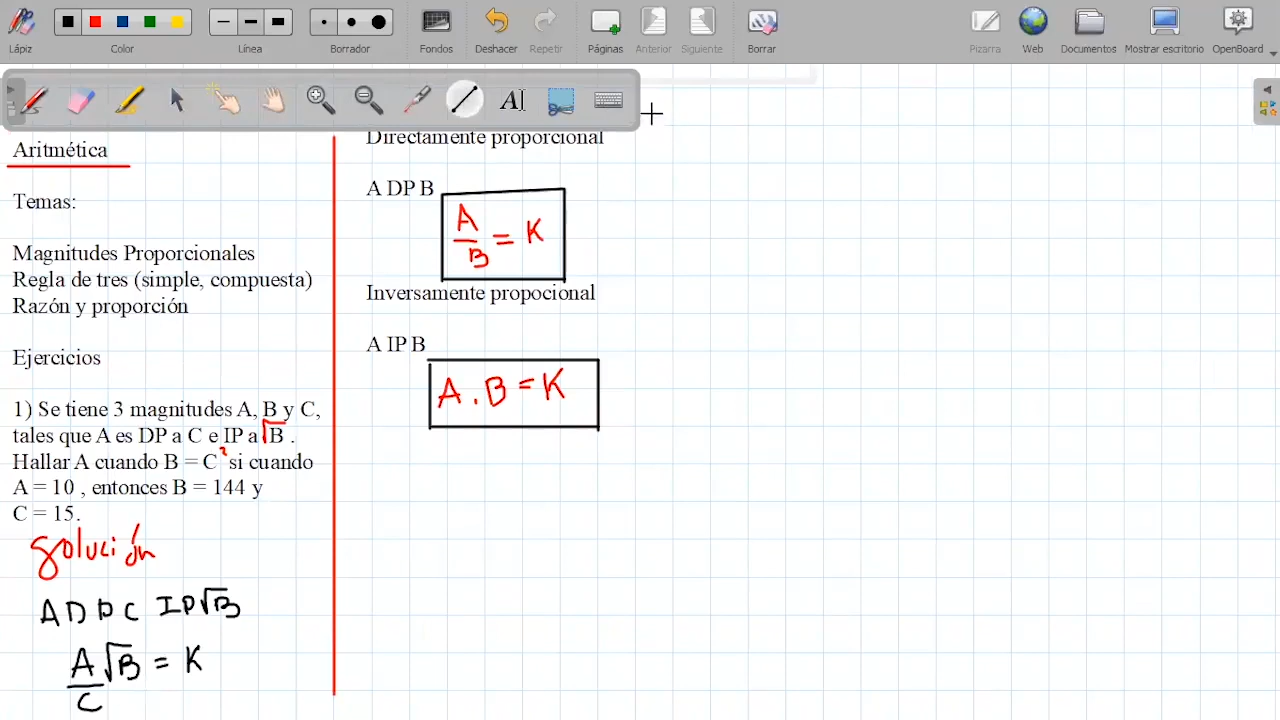 Lápiz
Color
Línea
Borrador
Fondos
Deshacer
Repetir
Páginas
Anterior
Siguiente
Borrar
Pizarra
Web
Documentos
Mostrar escritorio
OpenBoard
Aritmética
Temas:
Magnitudes Proporcionales
Regla de tres (simple, compuesta)
Razón y proporción
Ejercicios
1) Se tiene 3 magnitudes A, B y C,
tales que A es DP a C e IP a √B .
Hallar A cuando B = C² si cuando
A = 10 , entonces B = 144 y
C = 15.
Solución
A D P C IP √B
A/C √B = K
Directamente proporcional
A DP B
A/B = K
Inversamente propocional
A IP B
A . B = K